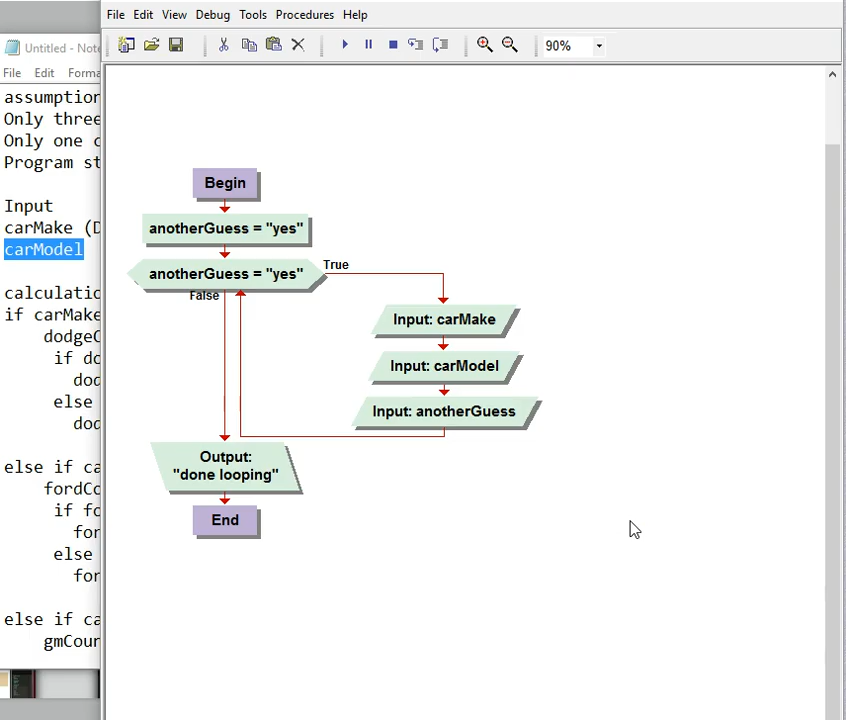 File Edit View Debug Tools Procedures Help
90%
Untitled - Note
File Edit Forma
assumption
Only three
Only one c
Program st
Input
carMake (D
carModel
calculatio
if carMake
dodgeC
if do
dod
else
dod
else if ca
fordCo
if fo
for
else
for
else if ca
gmCour
Begin
anotherGuess = "yes"
anotherGuess = "yes"
True
False
Input: carMake
Input: carModel
Input: anotherGuess
Output:
"done looping"
End